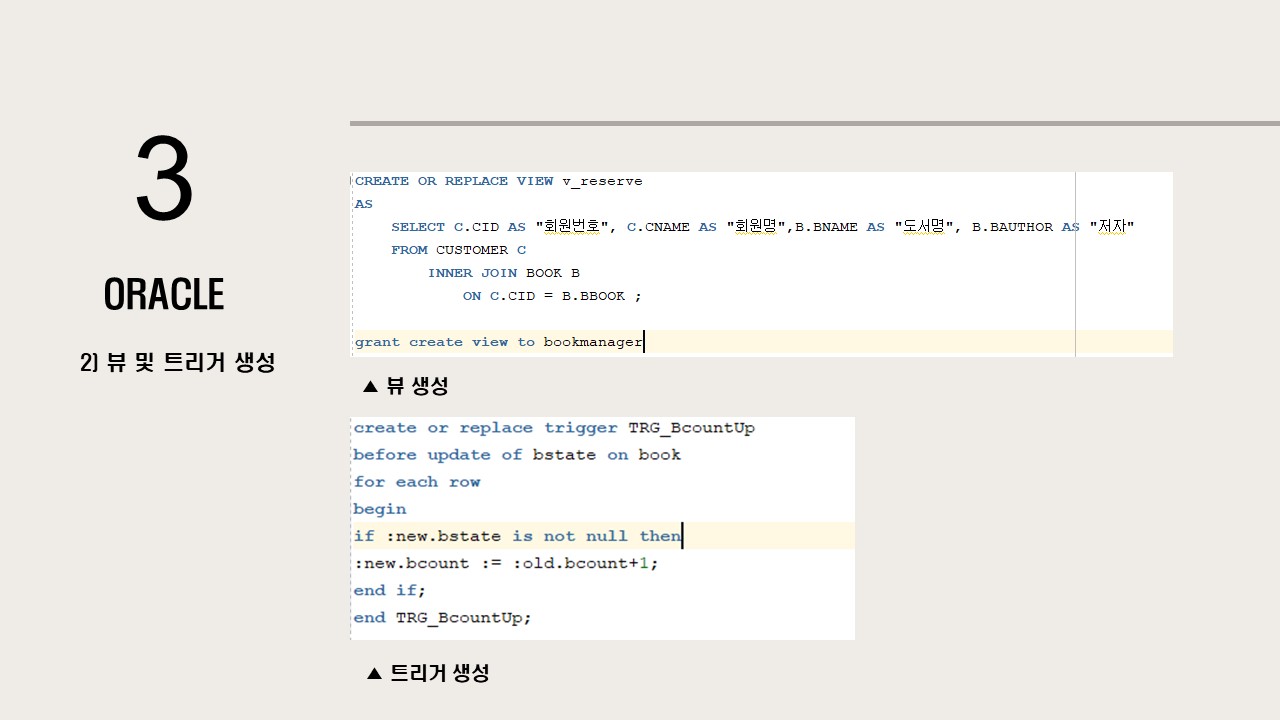 3
ORACLE
2) 뷰 및 트리거 생성
CREATE OR REPLACE VIEW v_reserve
AS
SELECT C.CID AS "회원번호", C.CNAME AS "회원명",B.BNAME AS "도서명", B.BAUTHOR AS "저자"
FROM CUSTOMER C
INNER JOIN BOOK B
ON C.CID = B.BBOOK ;
grant create view to bookmanager
▲ 뷰 생성
create or replace trigger TRG_BcountUp
before update of bstate on book
for each row
begin
if :new.bstate is not null then
:new.bcount := :old.bcount+1;
end if;
end TRG_BcountUp;
▲ 트리거 생성